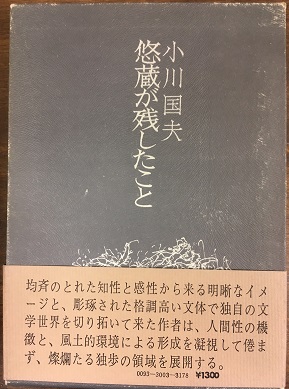 小川国夫
悠蔵が残したこと
均斉のとれた知性と感性から来る明晰なイメ
ージと、彫琢された格調高い文体で独自の文
学世界を切り拓いて来た作者は、人間性の機
微と、風土的環境による形成を凝視して倦ま
ず、燦爛たる独歩の領域を展開する。
0093-3003-3178 ¥1300